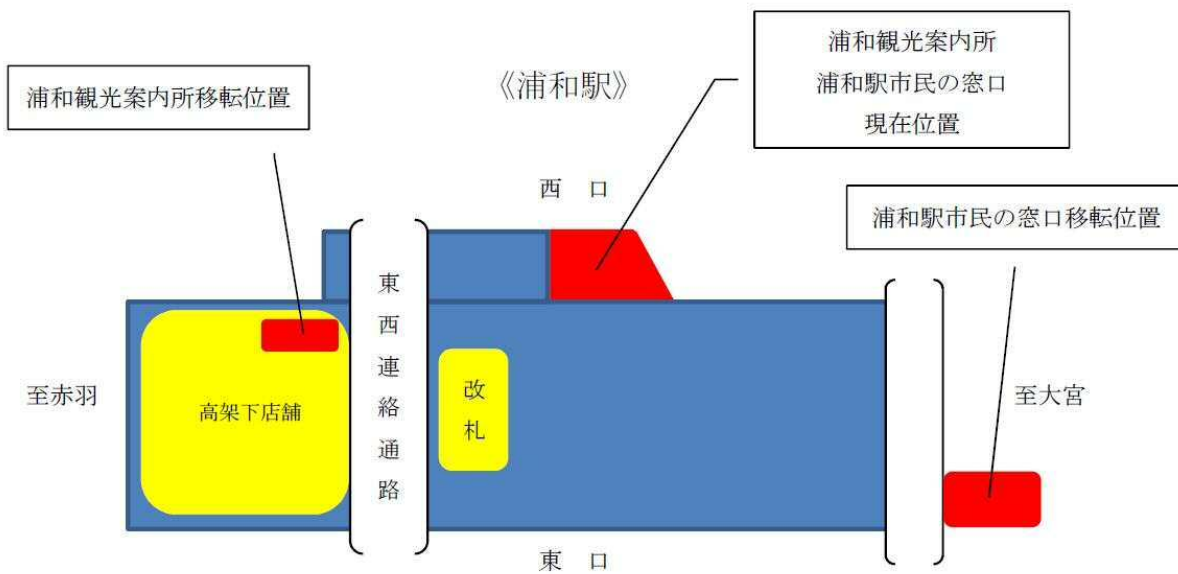 浦和観光案内所
浦和駅市民の窓口
現在位置
《浦和駅》
浦和観光案内所移転位置
西 口
浦和駅市民の窓口移転位置
東西連絡通路
改札
至赤羽
高架下店舗
至大宮
東 口